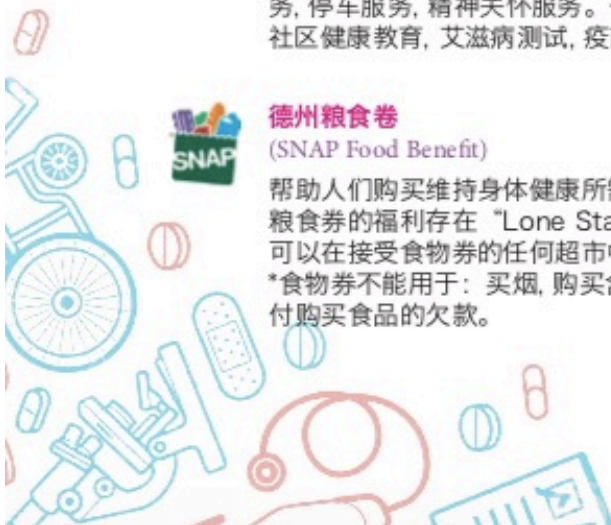 务, 停车服务, 精神关怀服务。
社区健康教育, 艾滋病测试, 疫
SNAP
德州粮食卷
(SNAP Food Benefit)
帮助人们购买维持身体健康所
粮食券的福利存在“Lone Sta
可以在接受食物券的任何超市
*食物券不能用于: 买烟, 购买
付购买食品的欠款。